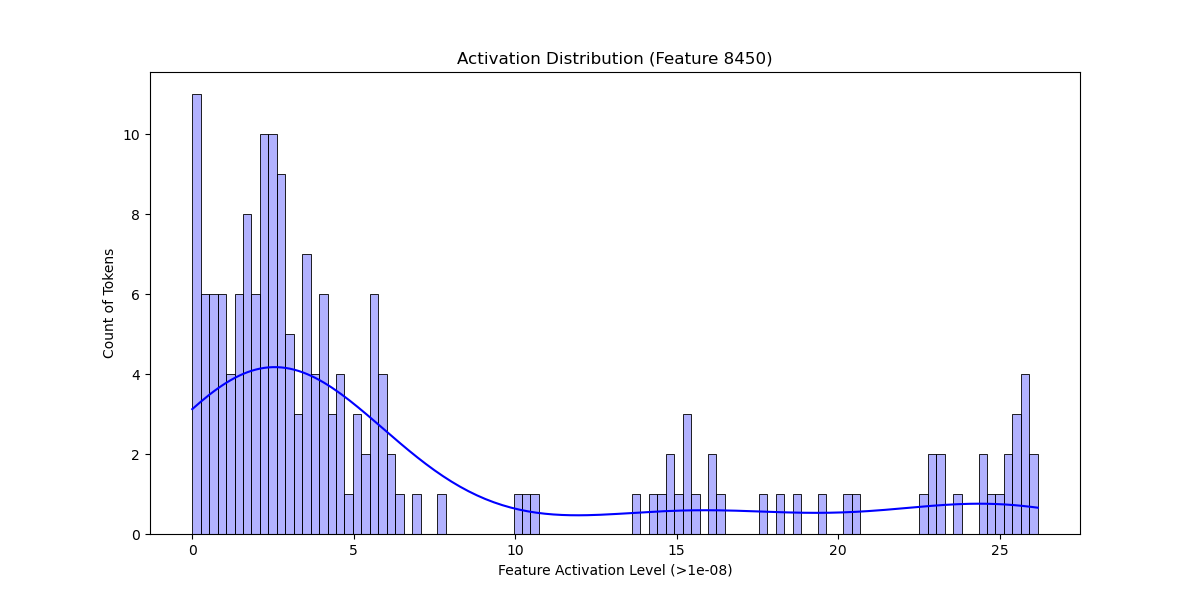 Activation Distribution (Feature 8450)
Count of Tokens
10
8
6
4
2
0
0 5 10 15 20 25
Feature Activation Level (>1e-08)